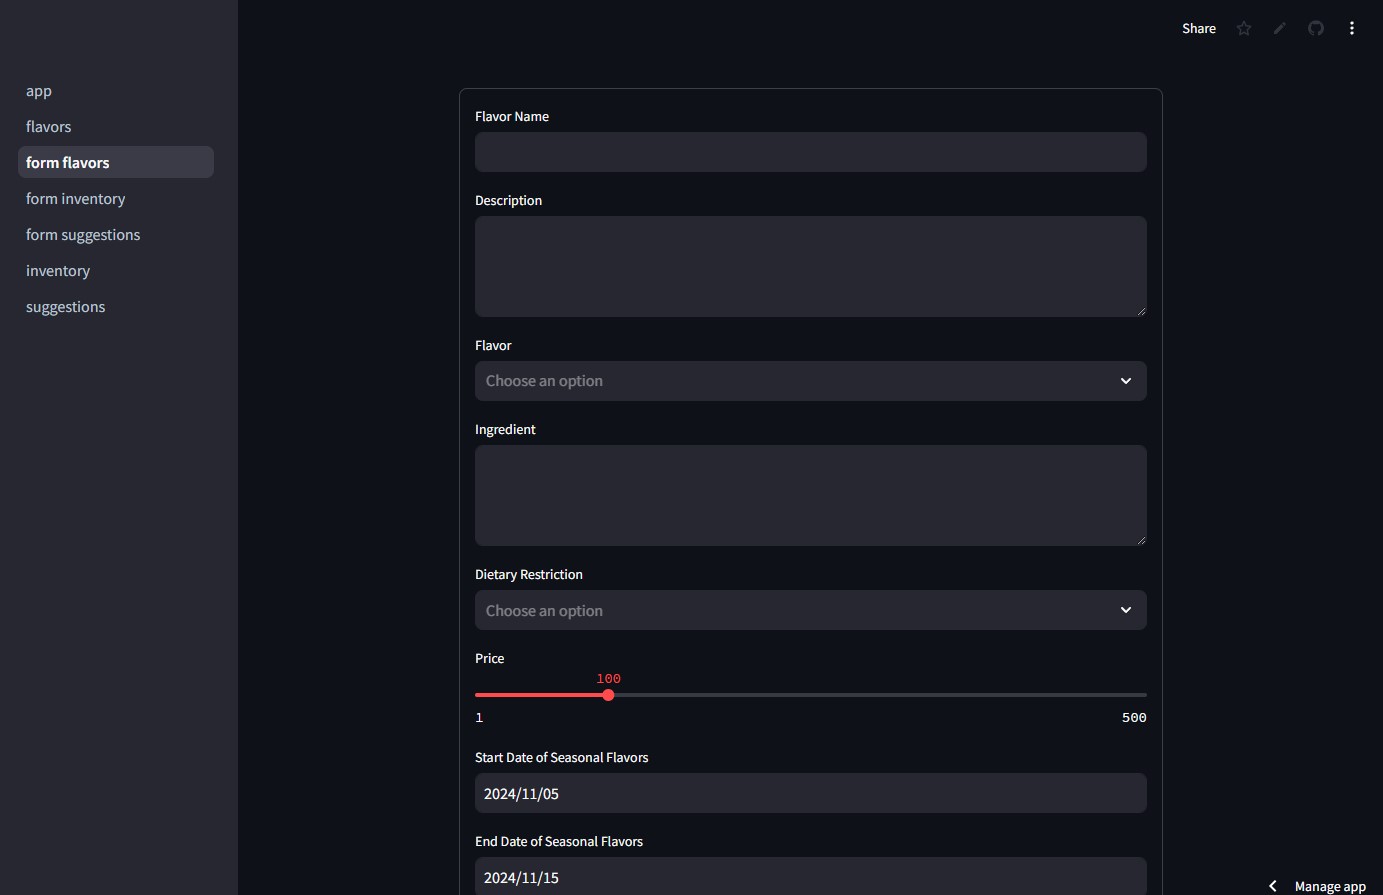 Share
app
flavors
form flavors
form inventory
form suggestions
inventory
suggestions
Flavor Name
Description
Flavor
Choose an option
Ingredient
Dietary Restriction
Choose an option
Price
100
1 500
Start Date of Seasonal Flavors
2024/11/05
End Date of Seasonal Flavors
2024/11/15
Manage app